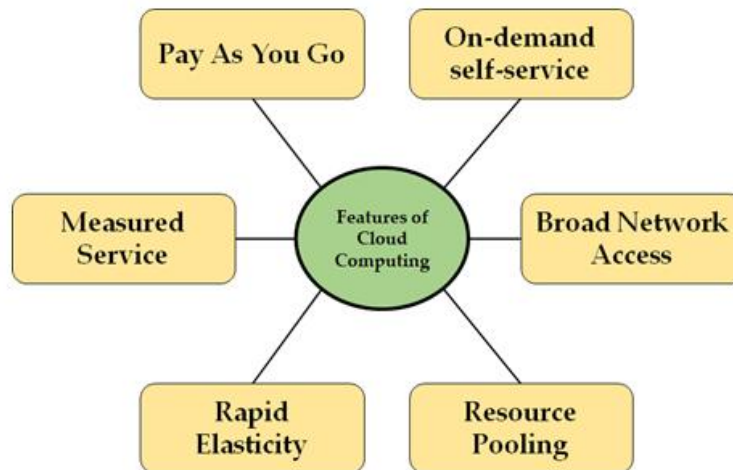 Pay As You Go
On-demand
self-service
Measured
Service
Features of
Cloud
Computing
Broad Network
Access
Rapid
Elasticity
Resource
Pooling